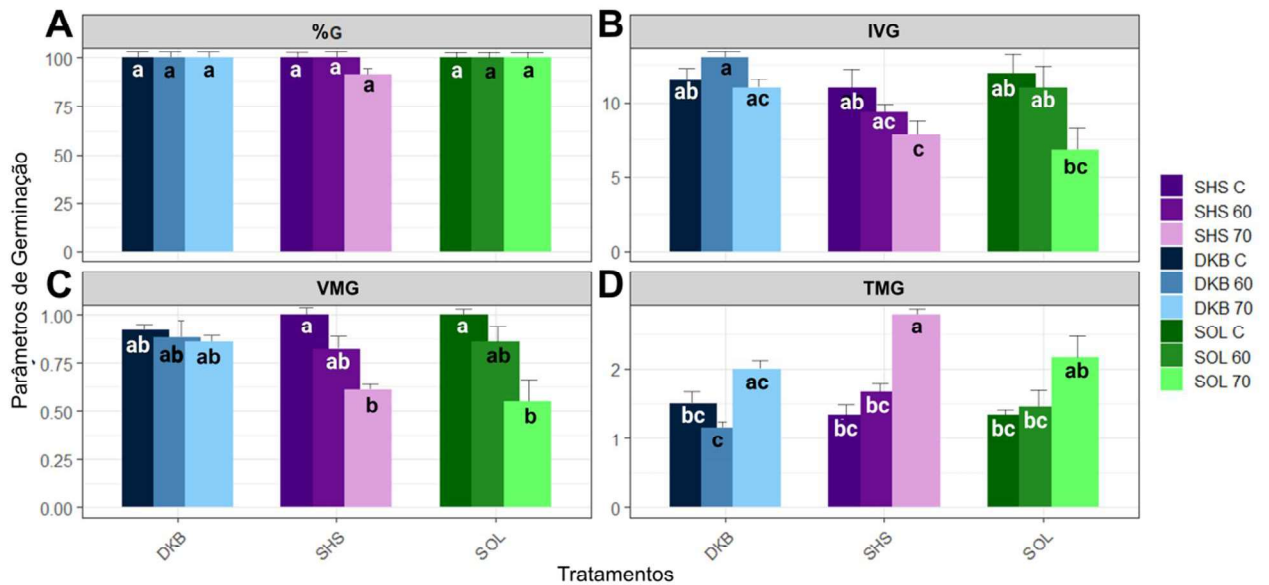 A
%G
100
75
50
25
0
a
a
a
a
a
a
a
a
a
B
IVG
10
5
0
ab
a
ac
ab
ac
c
ab
ab
bc
Parâmetros de Germinação
C
VMG
1.00
0.75
0.50
0.25
0.00
ab
ab
ab
a
ab
b
a
ab
b
DKB
SHS
SOL
D
TMG
2
1
0
bc
c
ac
bc
bc
a
bc
bc
ab
DKB
SHS
SOL
Tratamentos
SHS C
SHS 60
SHS 70
DKB C
DKB 60
DKB 70
SOL C
SOL 60
SOL 70